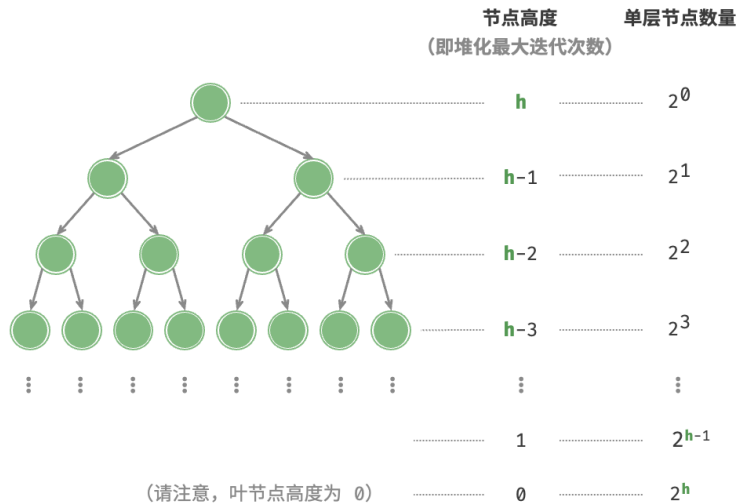 节点高度 单层节点数量
（即堆化最大迭代次数）
h 2^0
h-1 2^1
h-2 2^2
h-3 2^3
1 2^h-1
（请注意，叶节点高度为 0） 0 2^h